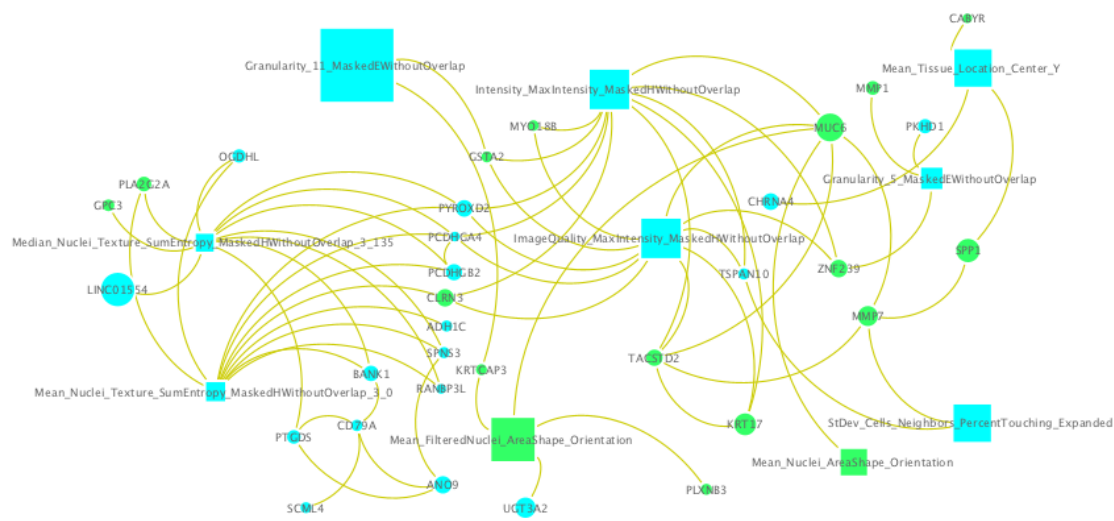 CABYR
Granularity_11_MaskedEWithoutOverlap
Mean_Tissue_Location_Center_Y
Intensity_MaxIntensity_MaskedHWithoutOverlap
MMP1
MYO18B
MUC6
PKHD1
OGDHL
GSTA2
PLA2G2A
Granularity_5_MaskedEWithoutOverlap
GPC3
PYROXD2
CHRNA4
Median_Nuclei_Texture_SumEntropy_MaskedHWithoutOverlap_3_135
PCDHGA4
ImageQuality_MaxIntensity_MaskedHWithoutOverlap
SPP1
PCDHGB2
TSPAN10
ZNF239
LINC01554
CLRN3
MMP7
ADH1C
SPNS3
TACSTD2
KRTCAP3
BANK1
RANBP3L
Mean_Nuclei_Texture_SumEntropy_MaskedHWithoutOverlap_3_0
CD79A
KRT17
StDev_Cells_Neighbors_PercentTouching_Expanded
PTGDS
Mean_FilteredNuclei_AreaShape_Orientation
Mean_Nuclei_AreaShape_Orientation
ANO9
PLXNB3
SCML4
UGT3A2